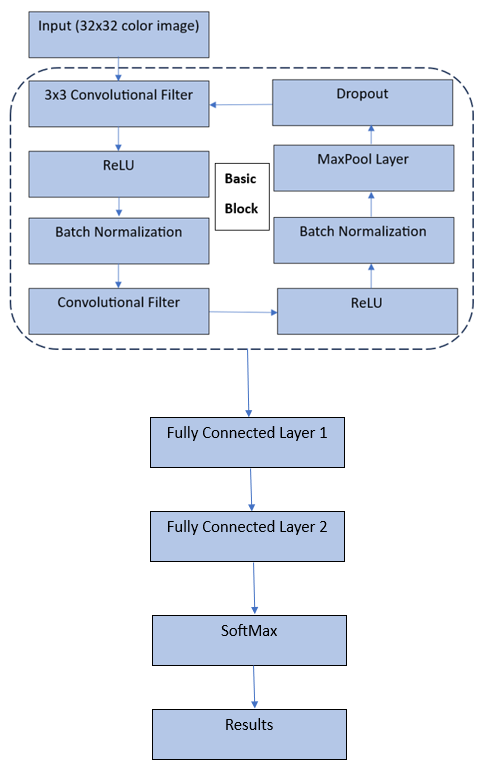 Input (32x32 color image)
3x3 Convolutional Filter
ReLU
Batch Normalization
Convolutional Filter
Basic
Block
Dropout
MaxPool Layer
Batch Normalization
ReLU
Fully Connected Layer 1
Fully Connected Layer 2
SoftMax
Results